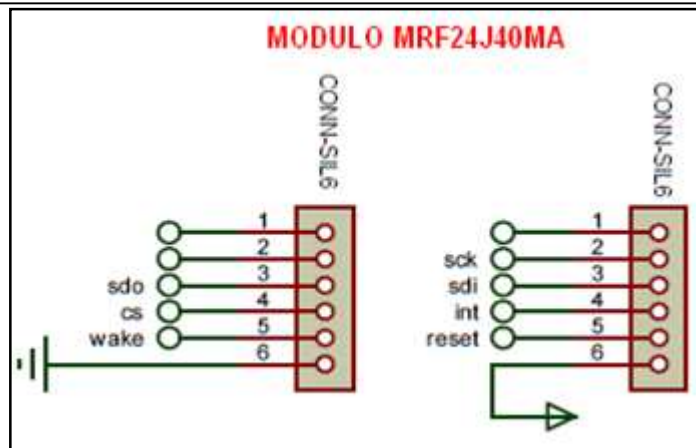 MODULO MRF24J40MA
CONN-SIL6
1
2
sdo 3
cs 4
wake 5
6
CONN-SIL6
1
sck 2
sdi 3
int 4
reset 5
6